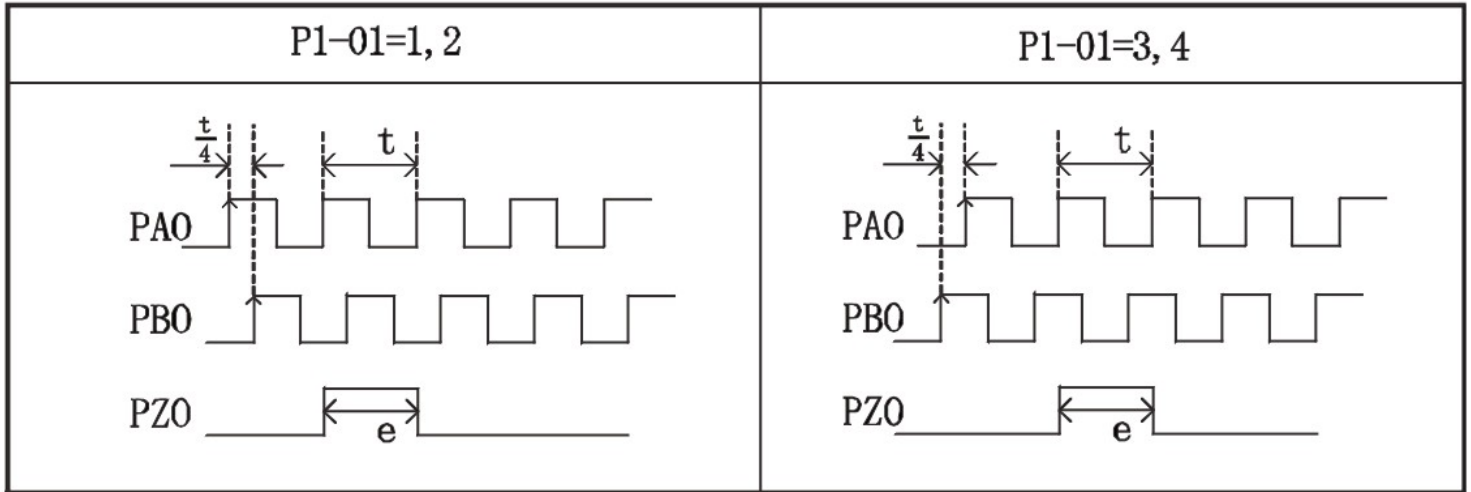 P1-01=1, 2
P1-01=3, 4
t/4
t
PAO
PBO
PZO
e
t/4
t
PAO
PBO
PZO
e